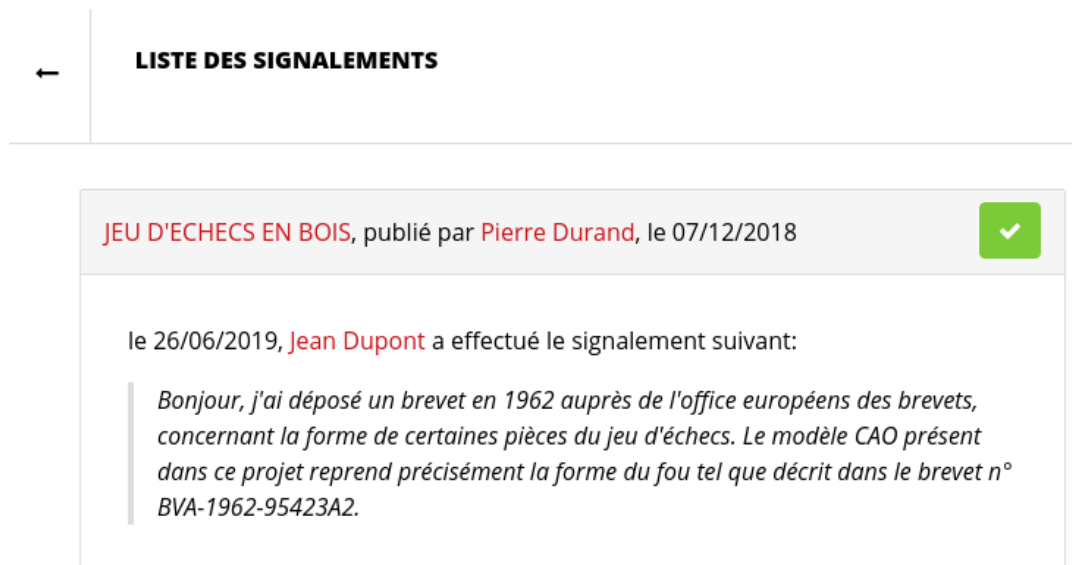 LISTE DES SIGNALEMENTS
JEU D'ECHECS EN BOIS, publié par Pierre Durand, le 07/12/2018
le 26/06/2019, Jean Dupont a effectué le signalement suivant:
Bonjour, j'ai déposé un brevet en 1962 auprès de l'office européens des brevets,
concernant la forme de certaines pièces du jeu d'échecs. Le modèle CAO présent
dans ce projet reprend précisément la forme du fou tel que décrit dans le brevet n°
BVA-1962-95423A2.